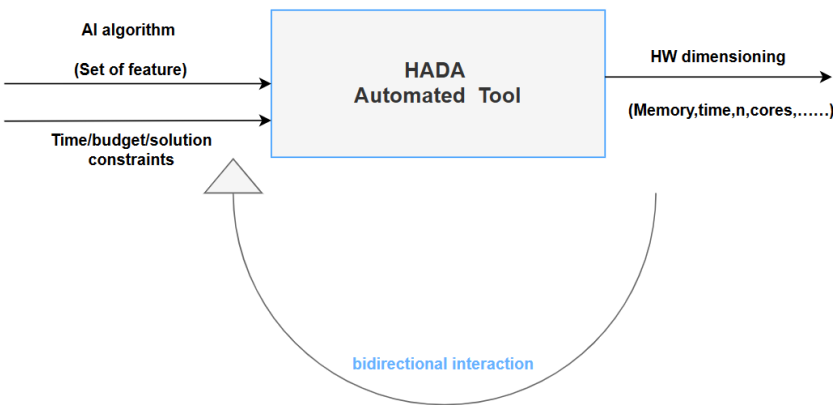 AI algorithm
(Set of feature)
Time/budget/solution
constraints
HADA
Automated Tool
HW dimensioning
(Memory,time,n,cores,......)
bidirectional interaction